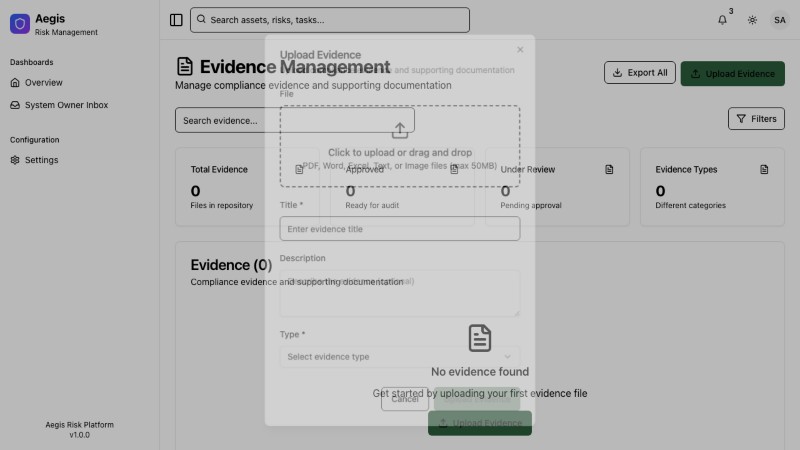 Aegis
Risk Management
Dashboards
Overview
System Owner Inbox
Configuration
Settings
Aegis Risk Platform
v1.0.0
Search assets, risks, tasks...
3
SA
Evidence Management
Manage compliance evidence and supporting documentation
Export All
Upload Evidence
Search evidence...
Filters
Total Evidence
0
Files in repository
Approved
0
Ready for audit
Under Review
0
Pending approval
Evidence Types
0
Different categories
Evidence (0)
Compliance evidence and supporting documentation
No evidence found
Get started by uploading your first evidence file
Upload Evidence
Upload Evidence
and supporting documentation
File
Click to upload or drag and drop
PDF, Word, Excel, Text, or Image files (max 50MB)
Title *
Enter evidence title
Description
Type *
Select evidence type
Cancel